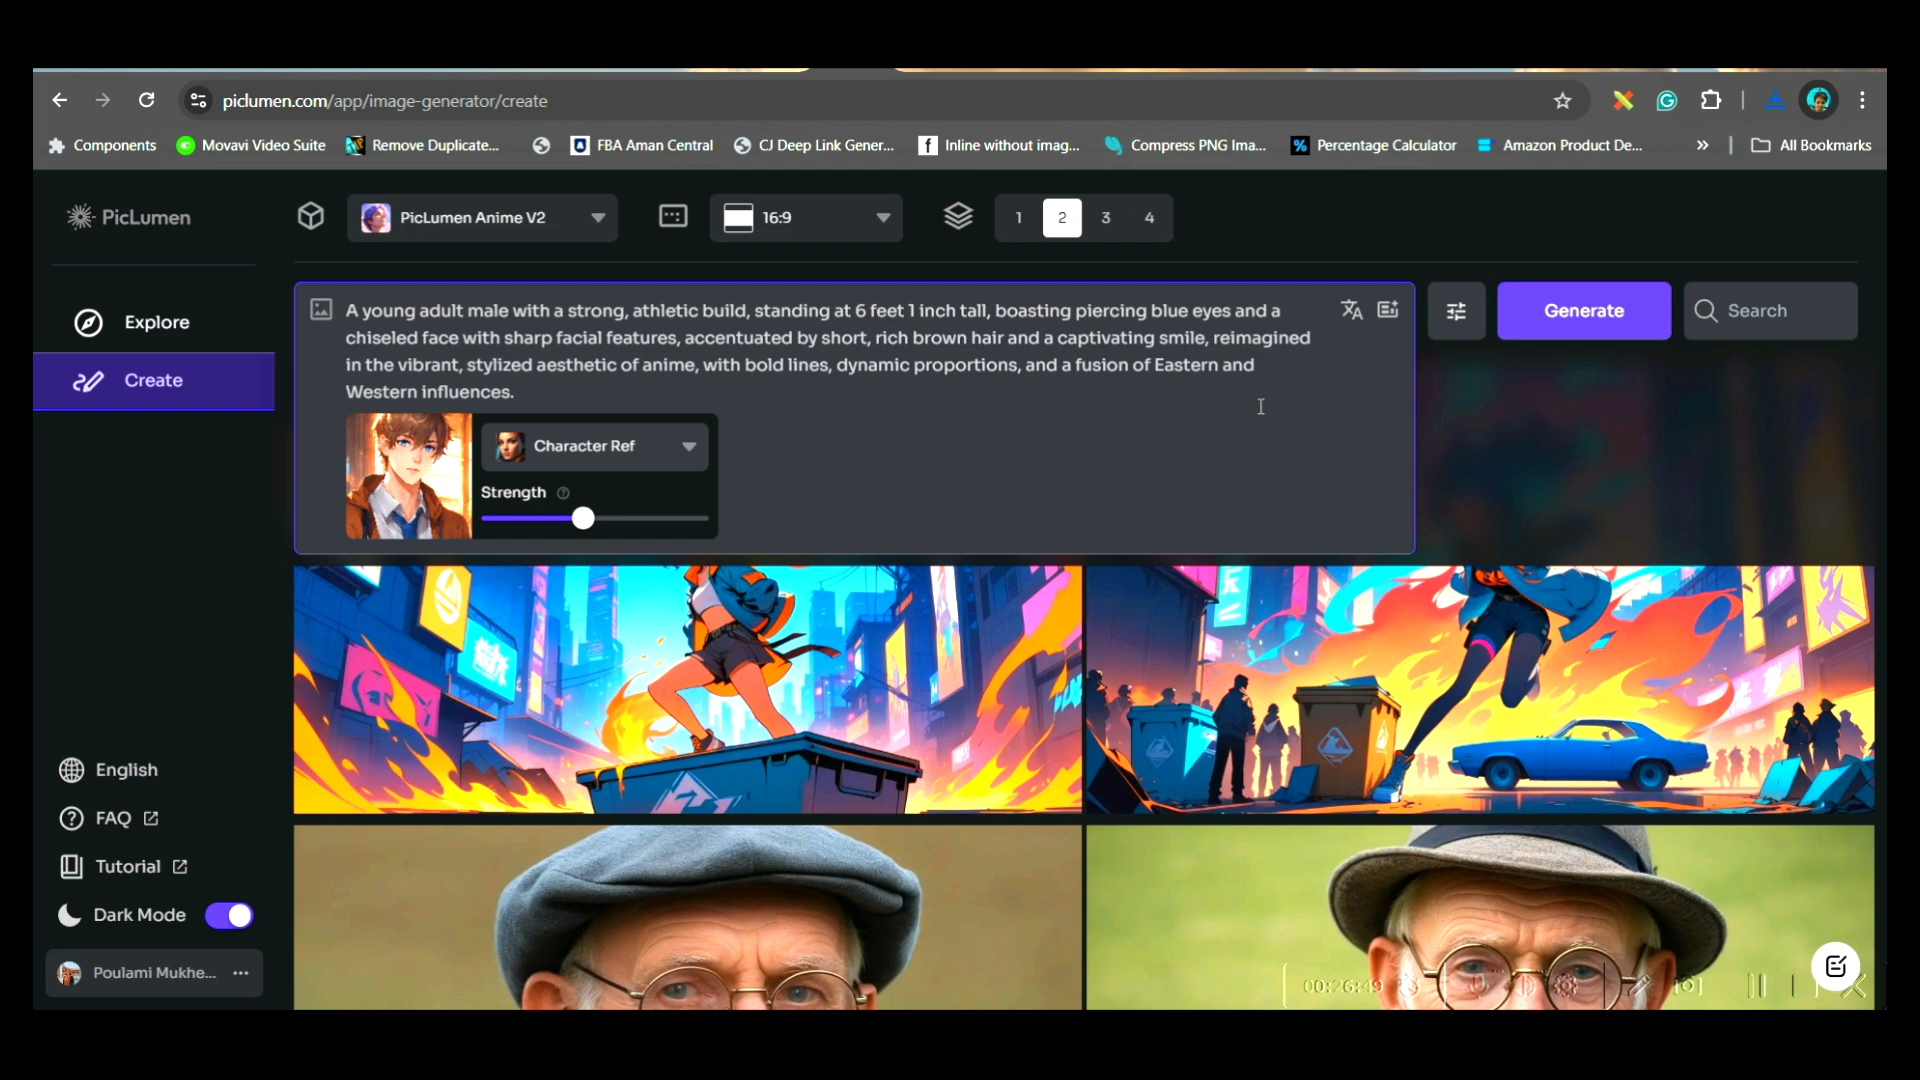 piclumen.com/app/image-generator/create
Components
Movavi Video Suite
Remove Duplicate...
FBA Aman Central
CJ Deep Link Gener...
Inline without imag...
Compress PNG Ima...
Percentage Calculator
Amazon Product De...
All Bookmarks
PicLumen
PicLumen Anime V2
16:9
1 2 3 4
Explore
Create
A young adult male with a strong, athletic build, standing at 6 feet 1 inch tall, boasting piercing blue eyes and a
chiseled face with sharp facial features, accentuated by short, rich brown hair and a captivating smile, reimagined
in the vibrant, stylized aesthetic of anime, with bold lines, dynamic proportions, and a fusion of Eastern and
Western influences.
Generate
Search
Character Ref
Strength
English
FAQ
Tutorial
Dark Mode
Poulami Mukhe...
00:26:49